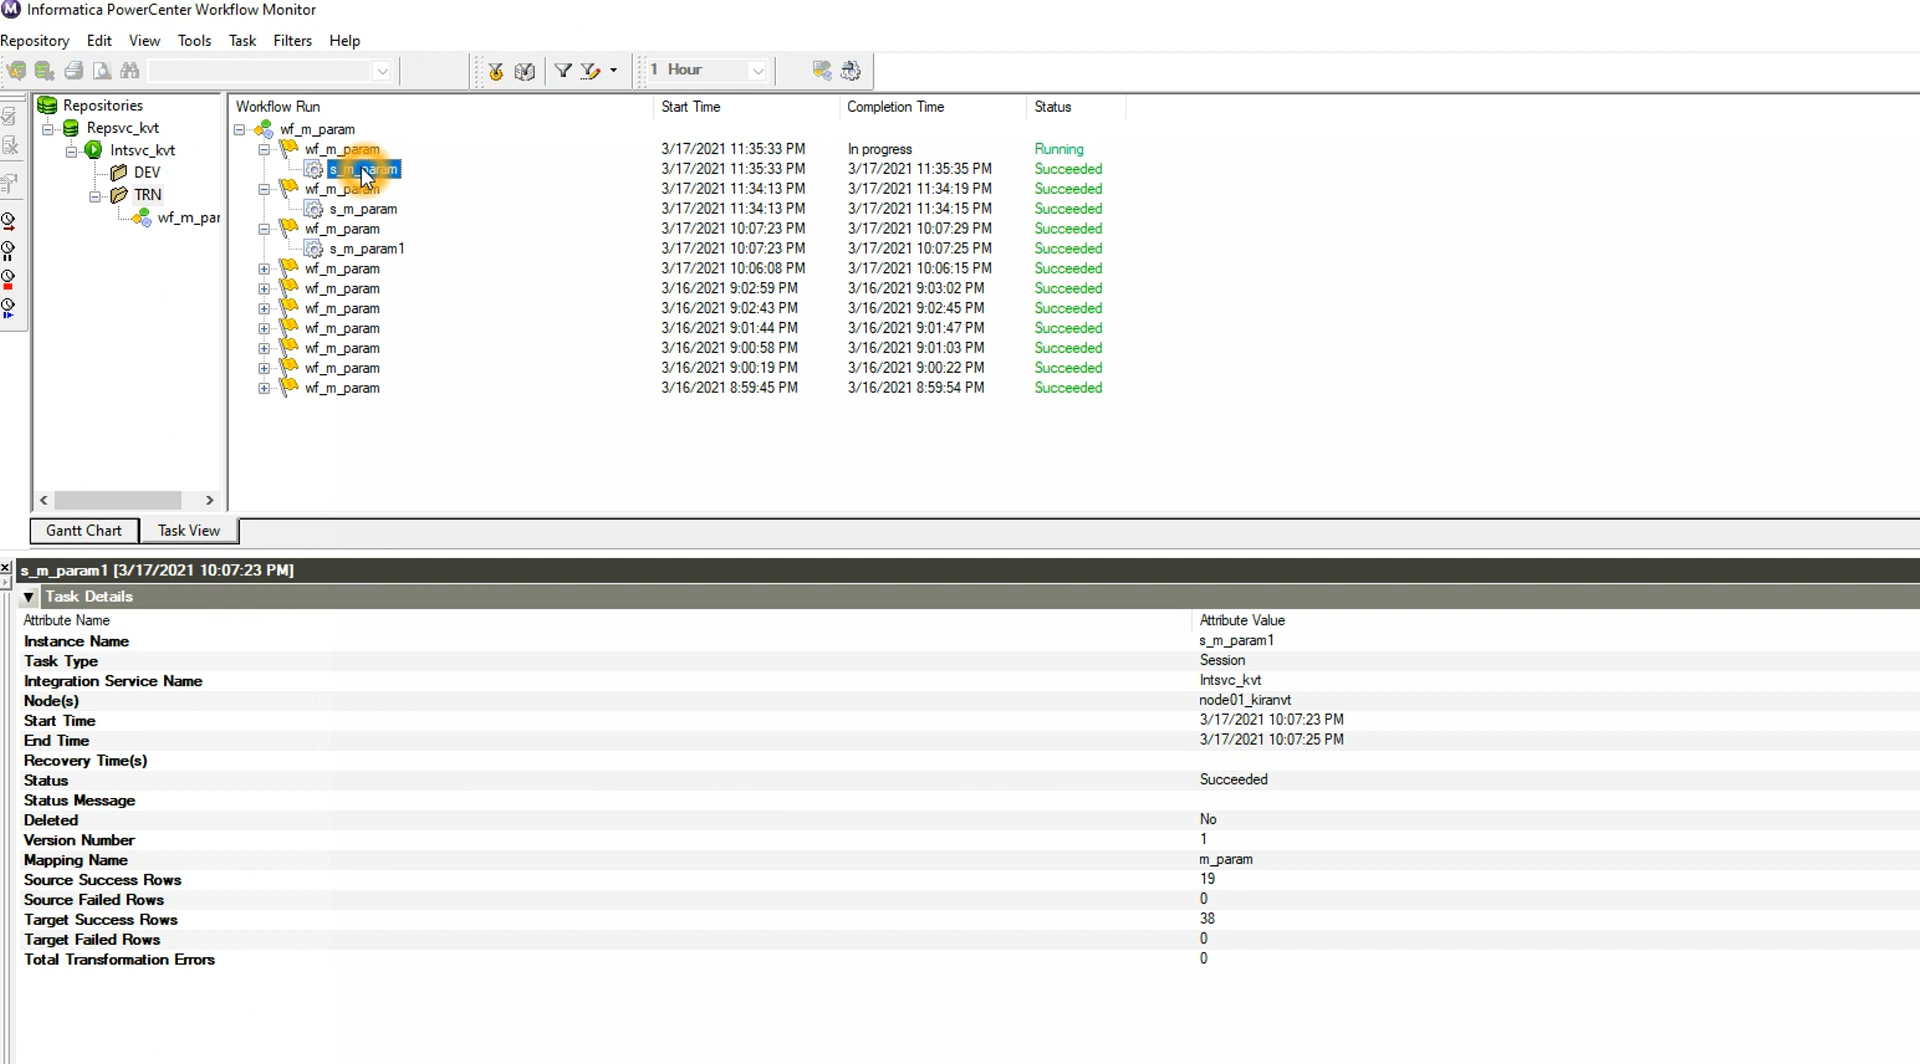 Informatica PowerCenter Workflow Monitor
Repository Edit View Tools Task Filters Help
1 Hour
Repositories
Repsvc_kvt
Intsvc_kvt
DEV
TRN
wf_m_par
Workflow Run Start Time Completion Time Status
wf_m_param
wf_m_param 3/17/2021 11:35:33 PM In progress Running
s_m_param 3/17/2021 11:35:33 PM 3/17/2021 11:35:35 PM Succeeded
wf_m_param 3/17/2021 11:34:13 PM 3/17/2021 11:34:19 PM Succeeded
s_m_param 3/17/2021 11:34:13 PM 3/17/2021 11:34:15 PM Succeeded
wf_m_param 3/17/2021 10:07:23 PM 3/17/2021 10:07:29 PM Succeeded
s_m_param1 3/17/2021 10:07:23 PM 3/17/2021 10:07:25 PM Succeeded
wf_m_param 3/17/2021 10:06:08 PM 3/17/2021 10:06:15 PM Succeeded
wf_m_param 3/16/2021 9:02:59 PM 3/16/2021 9:03:02 PM Succeeded
wf_m_param 3/16/2021 9:02:43 PM 3/16/2021 9:02:45 PM Succeeded
wf_m_param 3/16/2021 9:01:44 PM 3/16/2021 9:01:47 PM Succeeded
wf_m_param 3/16/2021 9:00:58 PM 3/16/2021 9:01:03 PM Succeeded
wf_m_param 3/16/2021 9:00:19 PM 3/16/2021 9:00:22 PM Succeeded
wf_m_param 3/16/2021 8:59:45 PM 3/16/2021 8:59:54 PM Succeeded
Gantt Chart Task View
s_m_param1 [3/17/2021 10:07:23 PM]
Task Details
Attribute Name Attribute Value
Instance Name s_m_param1
Task Type Session
Integration Service Name Intsvc_kvt
Node(s) node01_kiranvt
Start Time 3/17/2021 10:07:23 PM
End Time 3/17/2021 10:07:25 PM
Recovery Time(s)
Status Succeeded
Status Message
Deleted No
Version Number 1
Mapping Name m_param
Source Success Rows 19
Source Failed Rows 0
Target Success Rows 38
Target Failed Rows 0
Total Transformation Errors 0